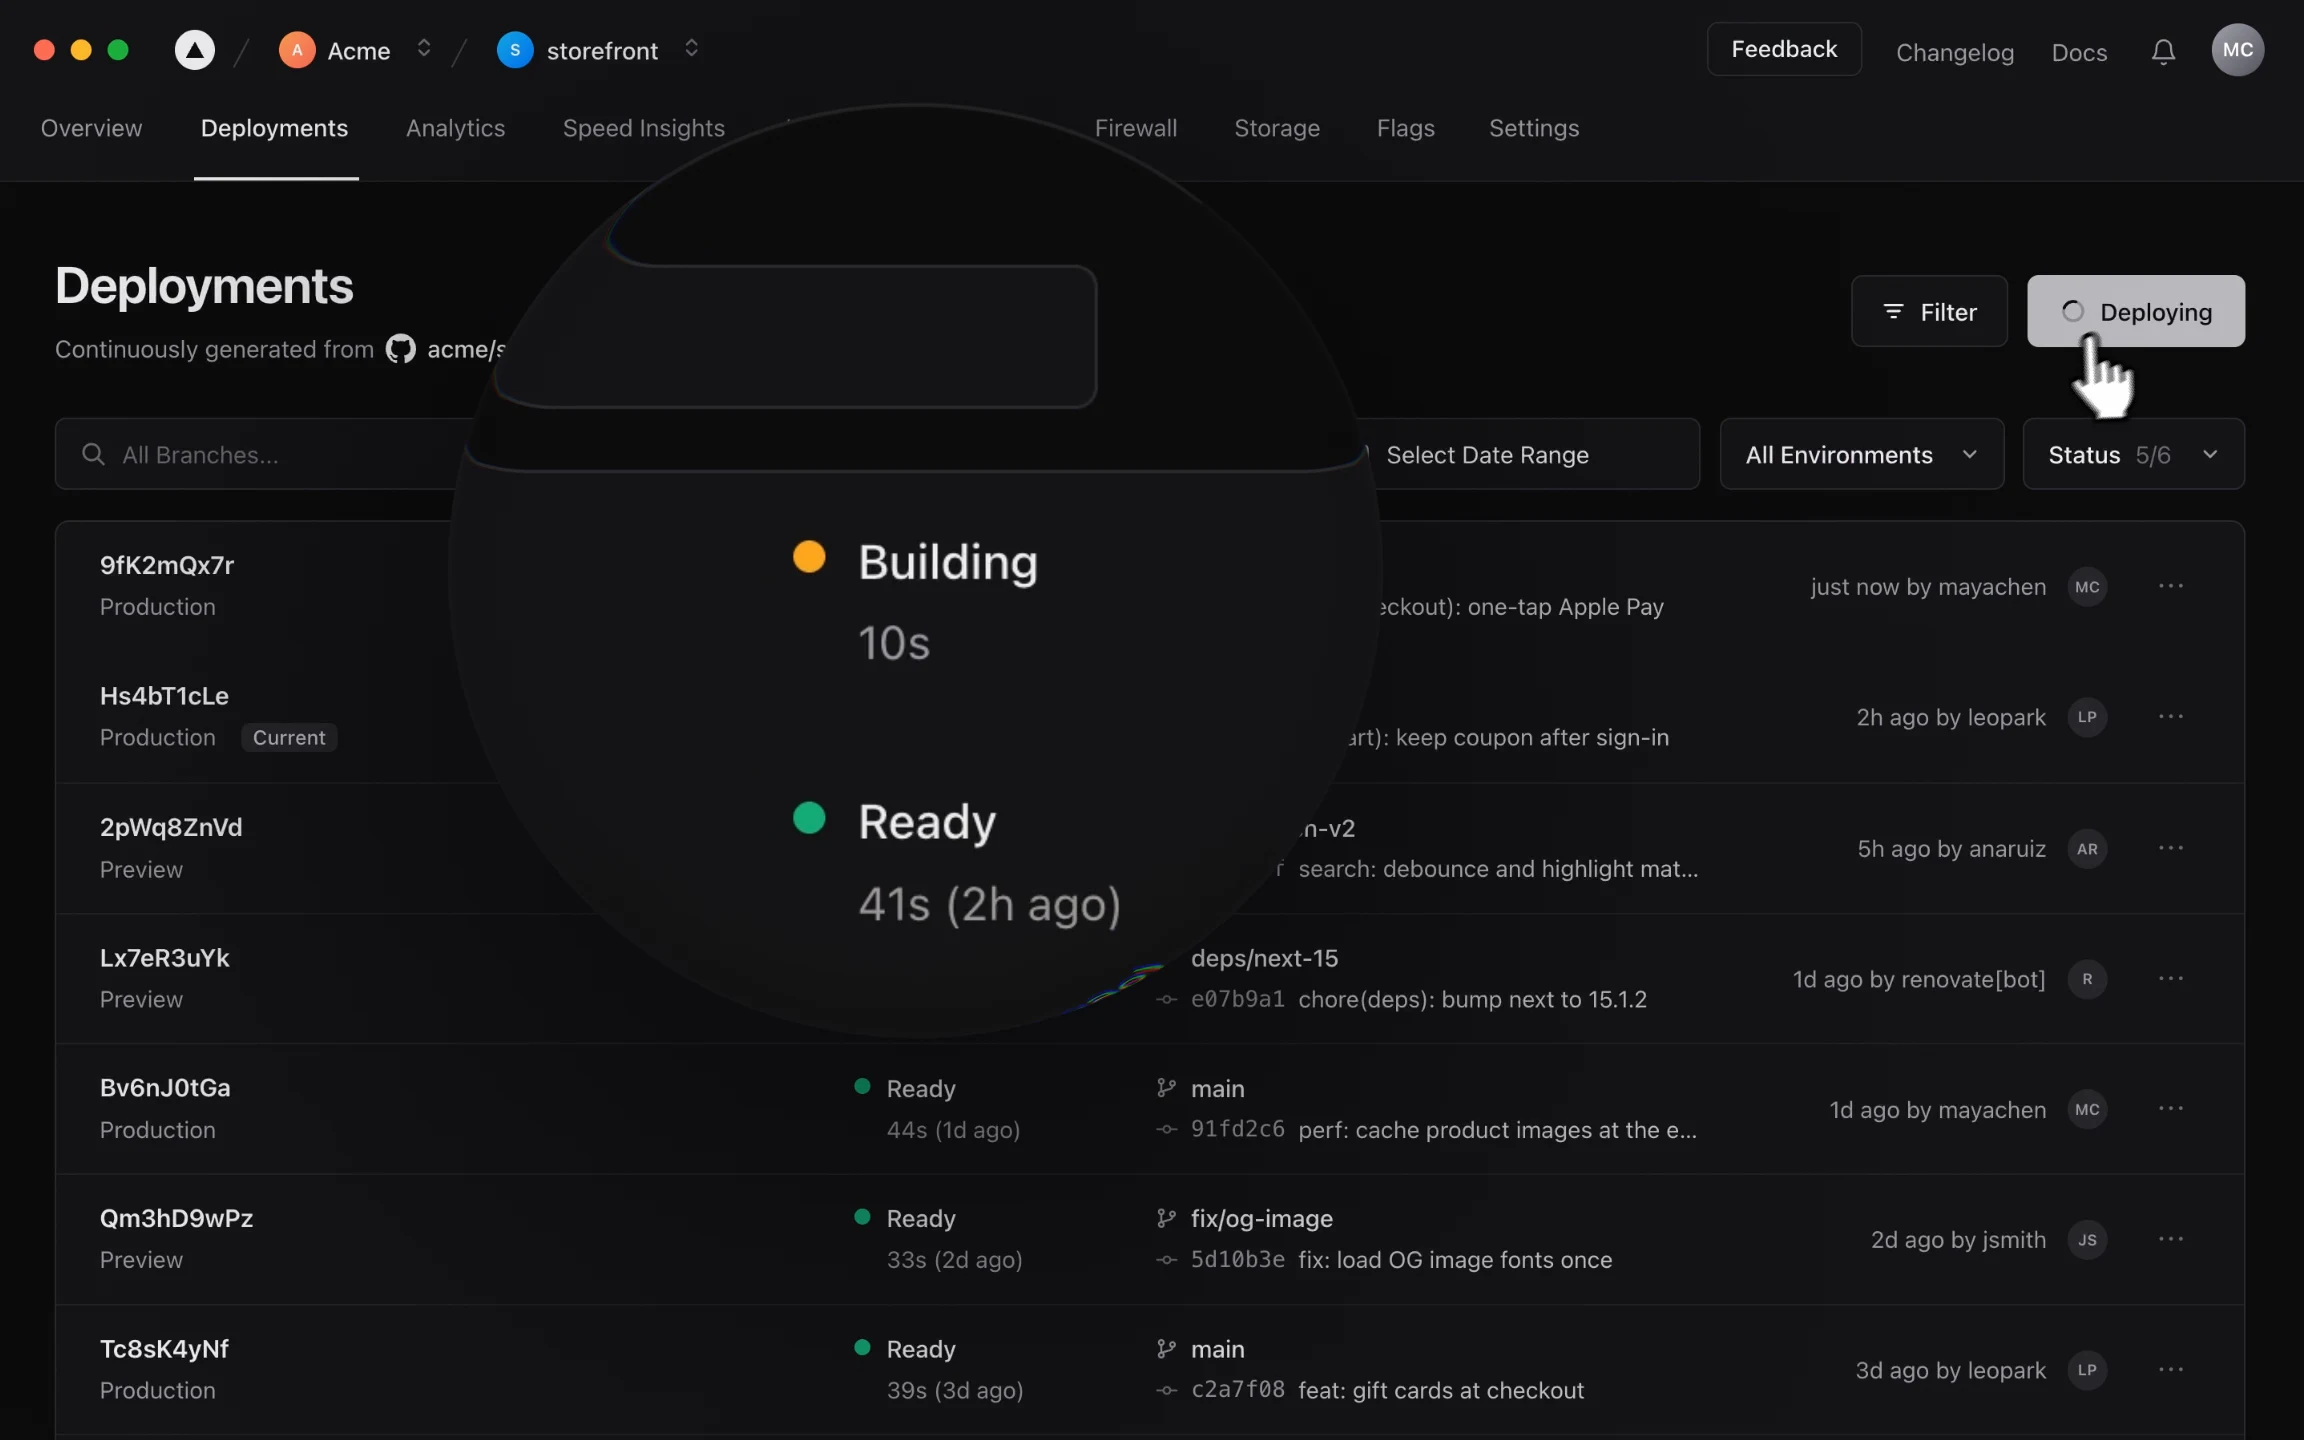 A Acme S storefront Feedback Changelog Docs MC
Overview Deployments Analytics Speed Insights Firewall Storage Flags Settings
Deployments
Continuously generated from acme/s
Filter Deploying
All Branches...
Select Date Range All Environments Status 5/6
9fK2mQx7r
Production
Building
10s
eckout): one-tap Apple Pay
just now by mayachen MC
Hs4bT1cLe
Production Current
Ready
41s (2h ago)
art): keep coupon after sign-in
2h ago by leopark LP
2pWq8ZnVd
Preview
n-v2
f search: debounce and highlight mat...
5h ago by anaruiz AR
Lx7eR3uYk
Preview
deps/next-15
e07b9a1 chore(deps): bump next to 15.1.2
1d ago by renovate[bot] R
Bv6nJ0tGa
Production
Ready
44s (1d ago)
main
91fd2c6 perf: cache product images at the e...
1d ago by mayachen MC
Qm3hD9wPz
Preview
Ready
33s (2d ago)
fix/og-image
5d10b3e fix: load OG image fonts once
2d ago by jsmith JS
Tc8sK4yNf
Production
Ready
39s (3d ago)
main
c2a7f08 feat: gift cards at checkout
3d ago by leopark LP